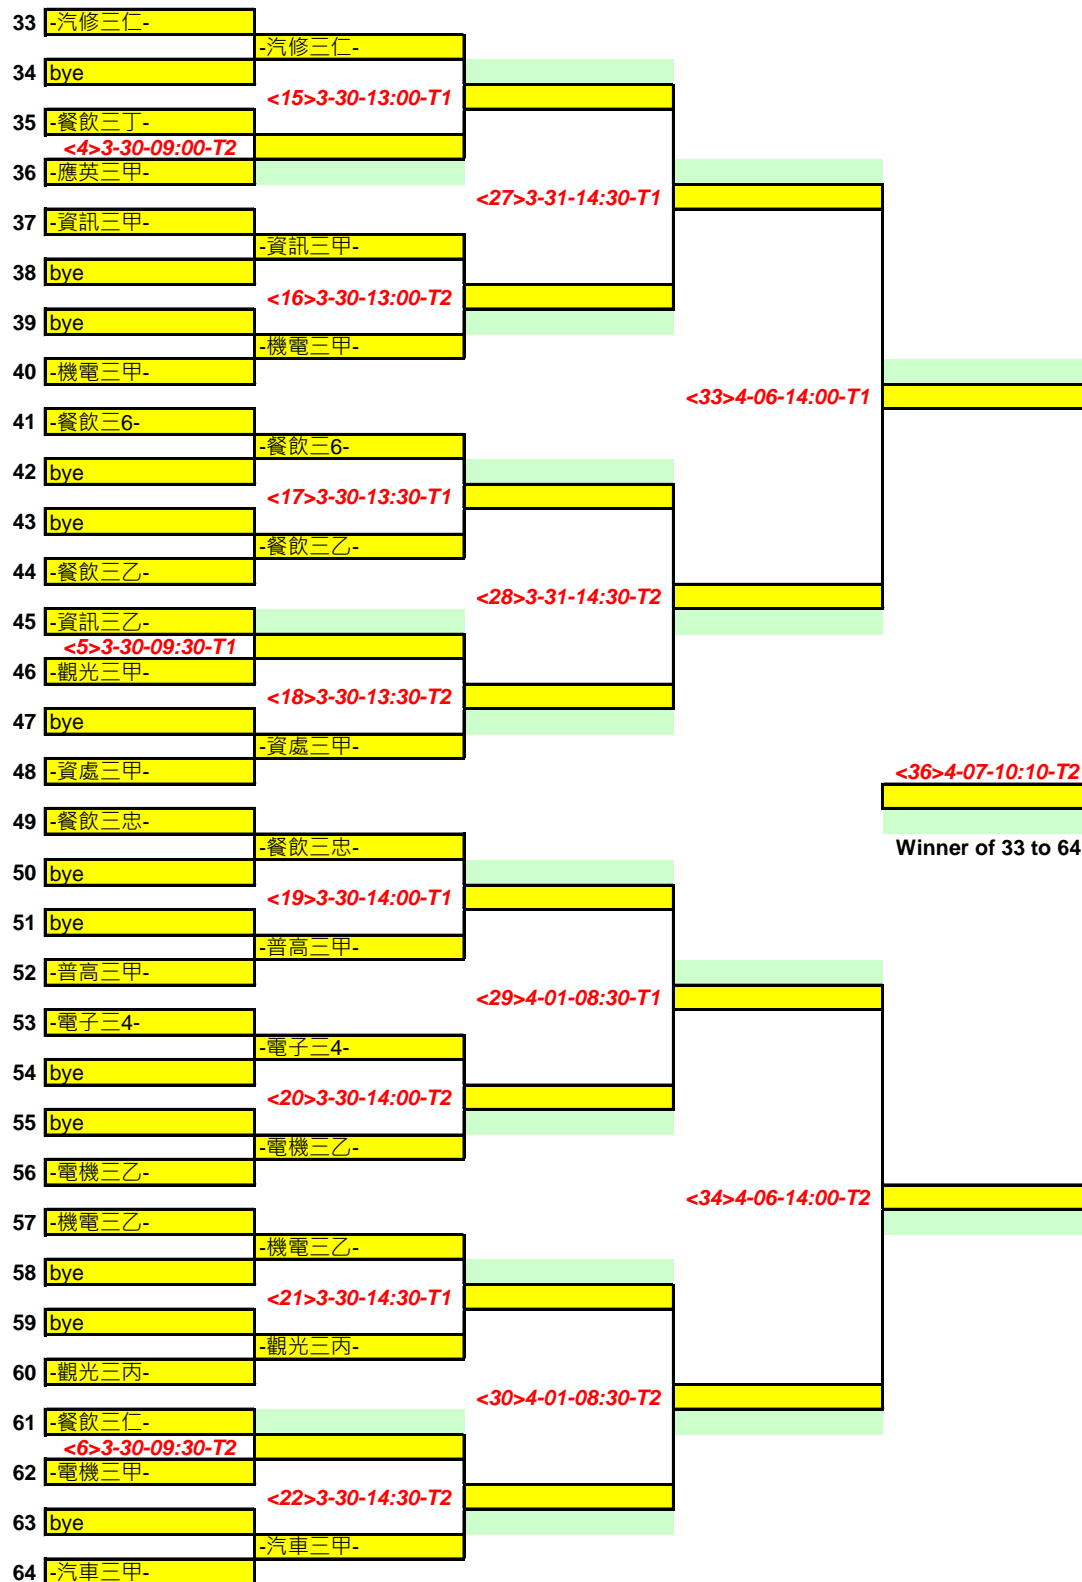 33 -汽修三仁-
-汽修三仁-
34 bye
<15>3-30-13:00-T1
35 -餐飲三丁-
<4>3-30-09:00-T2
36 -應英三甲-
<27>3-31-14:30-T1
37 -資訊三甲-
-資訊三甲-
38 bye
<16>3-30-13:00-T2
39 bye
-機電三甲-
40 -機電三甲-
<33>4-06-14:00-T1
41 -餐飲三6-
-餐飲三6-
42 bye
<17>3-30-13:30-T1
43 bye
-餐飲三乙-
44 -餐飲三乙-
<28>3-31-14:30-T2
45 -資訊三乙-
<5>3-30-09:30-T1
46 -觀光三甲-
<18>3-30-13:30-T2
47 bye
-資處三甲-
48 -資處三甲-
<36>4-07-10:10-T2
49 -餐飲三忠-
-餐飲三忠-
Winner of 33 to 64
50 bye
<19>3-30-14:00-T1
51 bye
-普高三甲-
52 -普高三甲-
<29>4-01-08:30-T1
53 -電子三4-
-電子三4-
54 bye
<20>3-30-14:00-T2
55 bye
-電機三乙-
56 -電機三乙-
<34>4-06-14:00-T2
57 -機電三乙-
-機電三乙-
58 bye
<21>3-30-14:30-T1
59 bye
-觀光三丙-
60 -觀光三丙-
<30>4-01-08:30-T2
61 -餐飲三仁-
<6>3-30-09:30-T2
62 -電機三甲-
<22>3-30-14:30-T2
63 bye
-汽車三甲-
64 -汽車三甲-